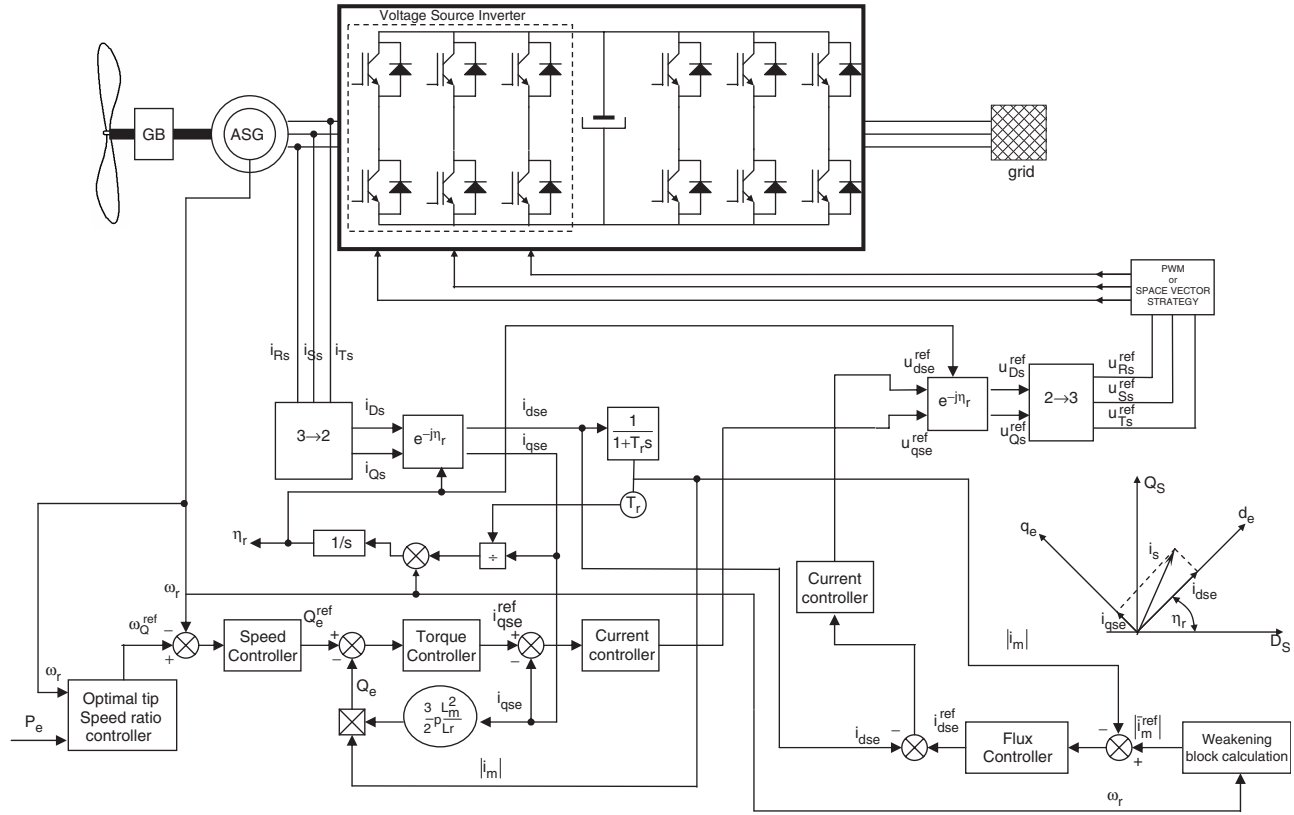 Voltage Source Inverter
GB
ASG
grid
PWM
or
SPACE VECTOR
STRATEGY
i_Rs
i_Ss
i_Ts
u_dse^ref
u_qse^ref
e^–jη_r
u_Ds^ref
u_Qs^ref
2→3
u_Rs^ref
u_Ss^ref
u_Ts^ref
3→2
i_Ds
i_Qs
e^–jη_r
i_dse
i_qse
1
1+T_r s
T_r
η_r
1/s
÷
Q_S
q_e
d_e
i_s
i_dse
i_qse
η_r
D_S
Current
controller
ω_r
ω_Q^ref
–
+
Speed
Controller
Q_e^ref
+
–
Torque
Controller
i_qse^ref
+
–
Current
controller
|i_m|
ω_r
P_e
Optimal tip
Speed ratio
controller
Q_e
3/2 p L_m^2/Lr
i_qse
|i_m|
i_dse
–
i_dse^ref
Flux
Controller
–
+
|i_m^ref|
Weakening
block calculation
ω_r